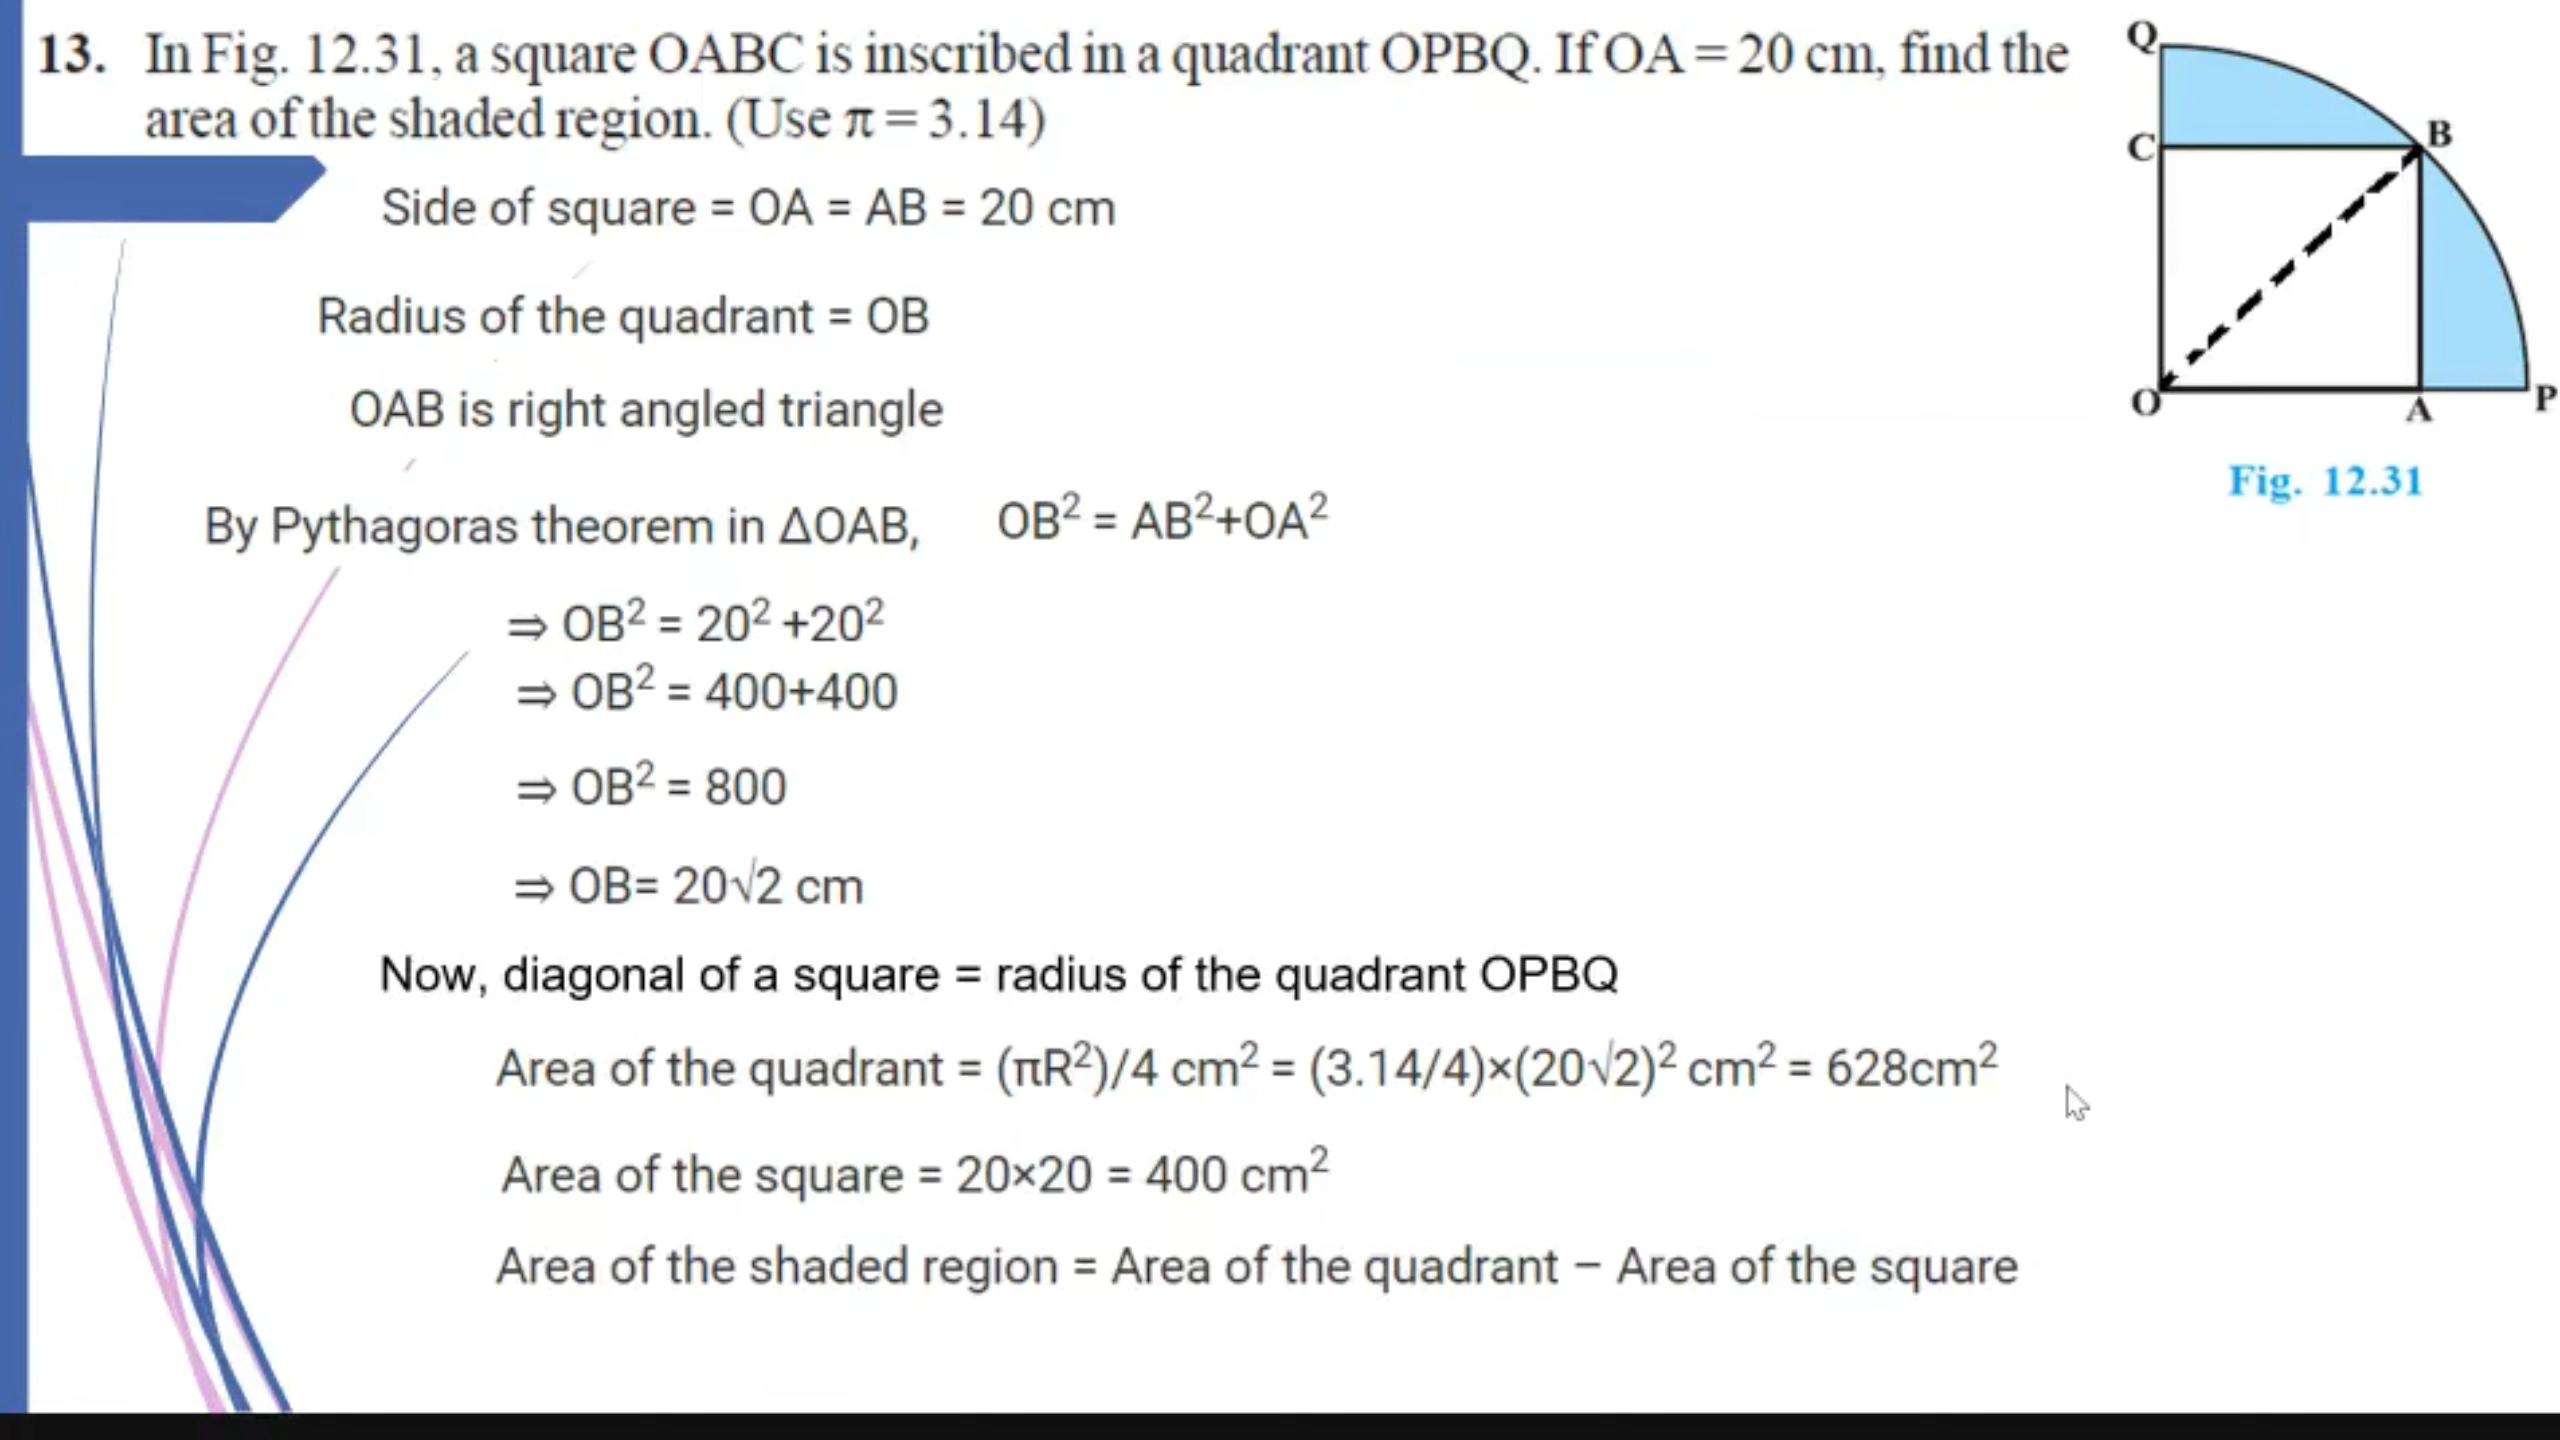 13. In Fig. 12.31, a square OABC is inscribed in a quadrant OPBQ. If OA = 20 cm, find the
area of the shaded region. (Use π = 3.14)
Q
B
C
O
A
P
Fig. 12.31
Side of square = OA = AB = 20 cm
Radius of the quadrant = OB
OAB is right angled triangle
By Pythagoras theorem in ΔOAB, OB² = AB²+OA²
⇒ OB² = 20² +20²
⇒ OB² = 400+400
⇒ OB² = 800
⇒ OB= 20√2 cm
Now, diagonal of a square = radius of the quadrant OPBQ
Area of the quadrant = (πR²)/4 cm² = (3.14/4)×(20√2)² cm² = 628cm²
Area of the square = 20×20 = 400 cm²
Area of the shaded region = Area of the quadrant − Area of the square